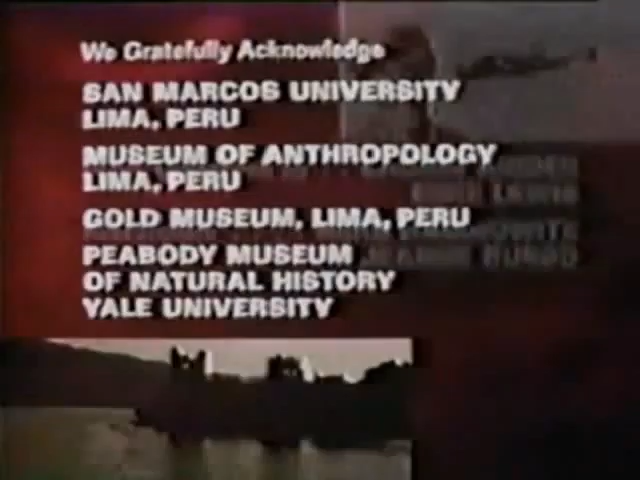 We Gratefully Acknowledge
SAN MARCOS UNIVERSITY
LIMA, PERU
MUSEUM OF ANTHROPOLOGY
LIMA, PERU
GOLD MUSEUM, LIMA, PERU
PEABODY MUSEUM
OF NATURAL HISTORY
YALE UNIVERSITY